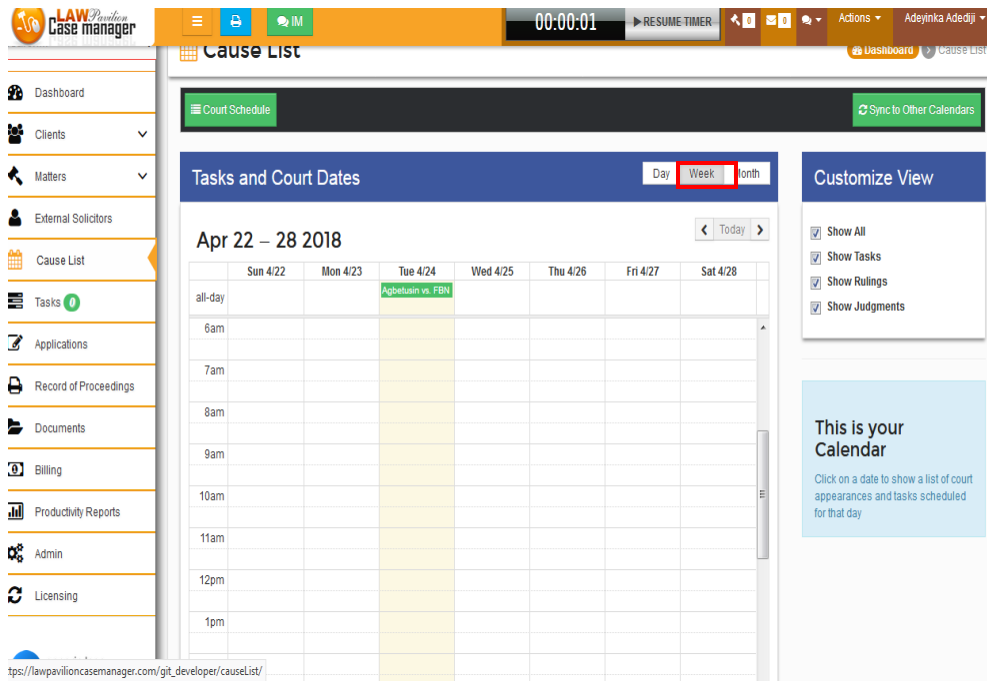 LAW Pavilion
Case manager
IM
00:00:01
RESUME TIMER
0
0
Actions
Adeyinka Adediji
Cause List
Dashboard
Cause List
Dashboard
Clients
Matters
External Solicitors
Cause List
Tasks 0
Applications
Record of Proceedings
Documents
Billing
Productivity Reports
Admin
Licensing
Court Schedule
Sync to Other Calendars
Tasks and Court Dates
Day
Week
Month
Apr 22 – 28 2018
Today
Sun 4/22 Mon 4/23 Tue 4/24 Wed 4/25 Thu 4/26 Fri 4/27 Sat 4/28
all-day
Agbetusin vs. FBN
6am
7am
8am
9am
10am
11am
12pm
1pm
Customize View
Show All
Show Tasks
Show Rulings
Show Judgments
This is your
Calendar
Click on a date to show a list of court
appearances and tasks scheduled
for that day
tps://lawpavilioncasemanager.com/git_developer/causeList/